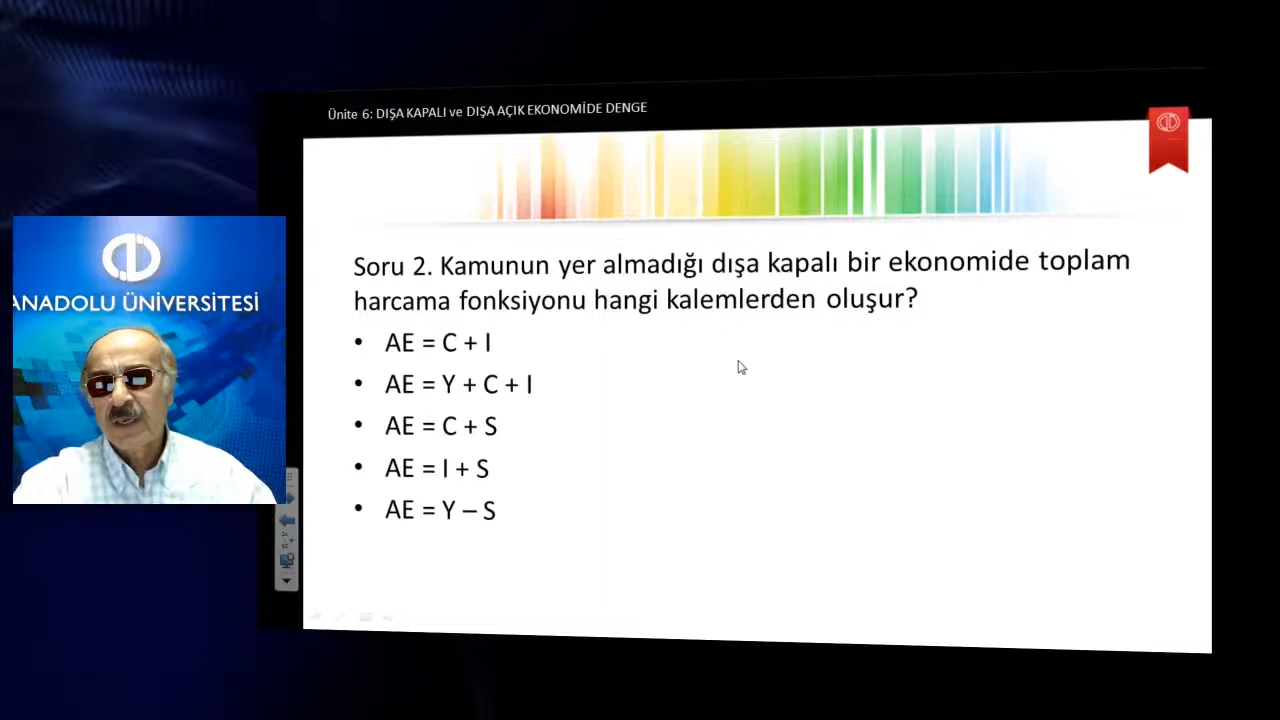 Ünite 6: DIŞA KAPALI ve DIŞA AÇIK EKONOMİDE DENGE
ANADOLU ÜNİVERSİTESİ
Soru 2. Kamunun yer almadığı dışa kapalı bir ekonomide toplam
harcama fonksiyonu hangi kalemlerden oluşur?
• AE = C + I
• AE = Y + C + I
• AE = C + S
• AE = I + S
• AE = Y – S